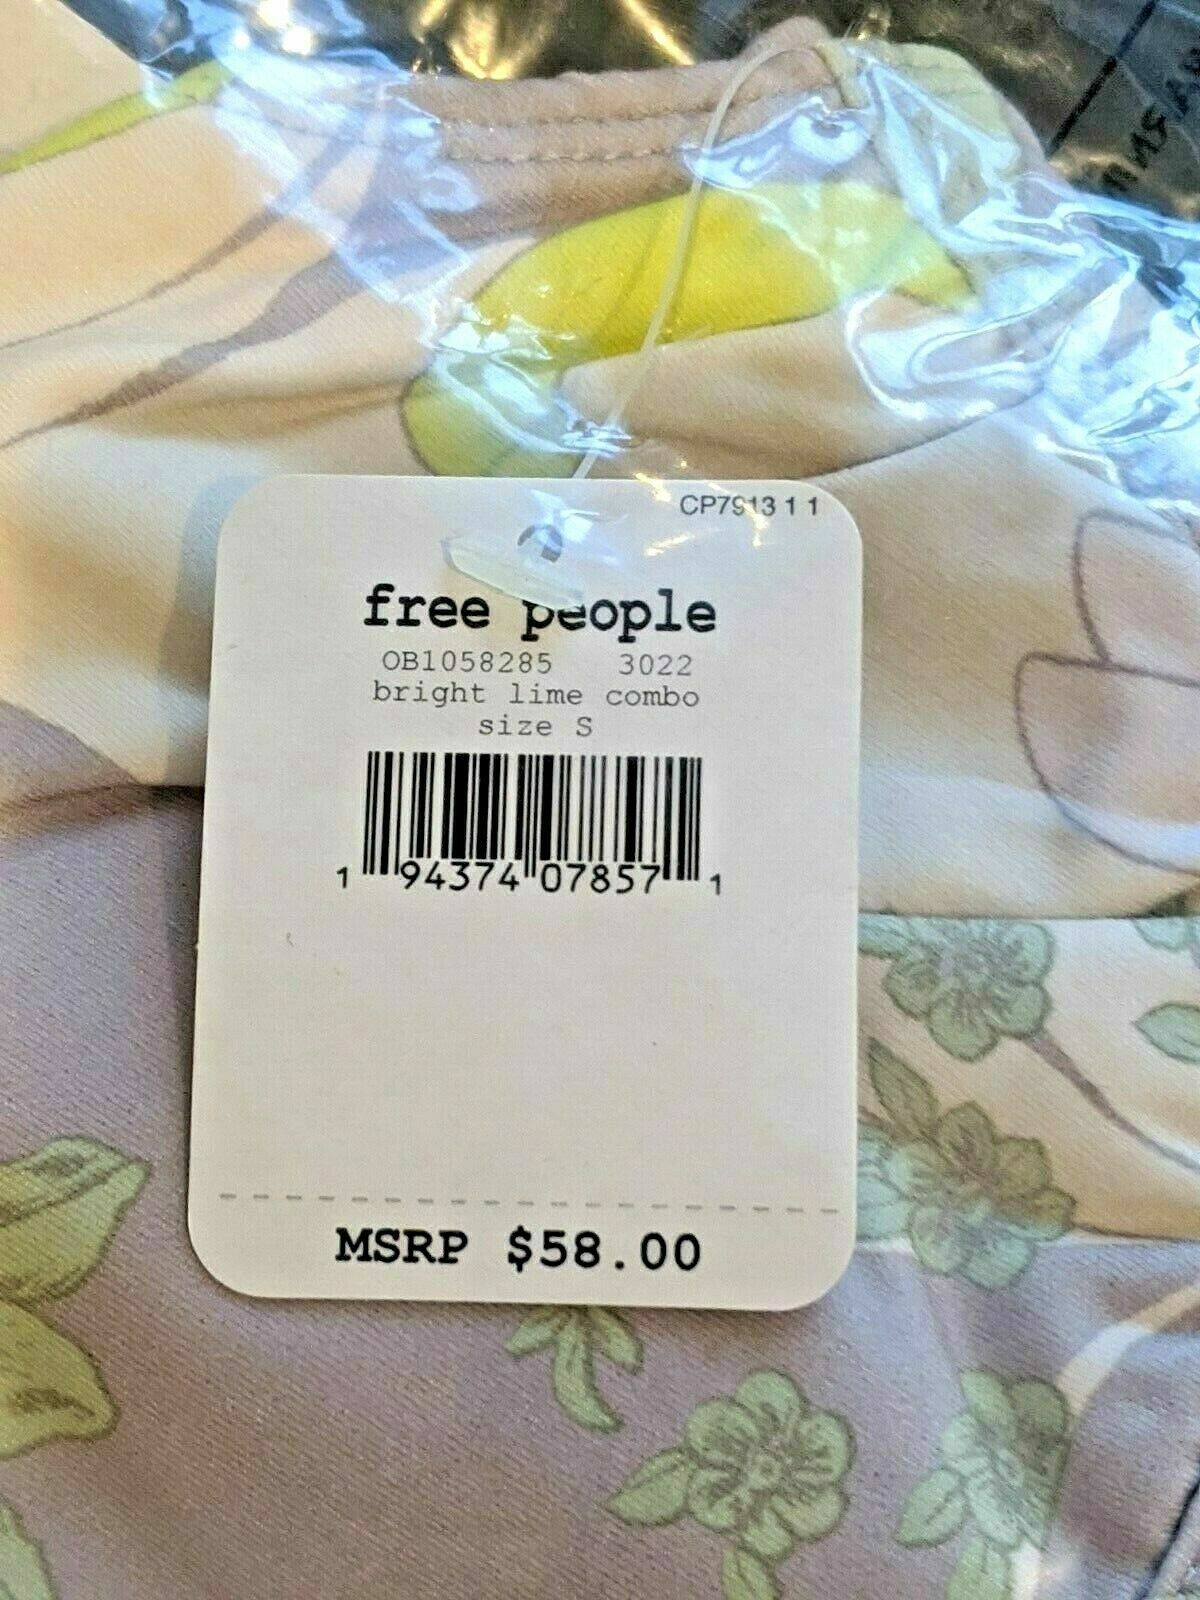 CP7913 1 1
free people
OB1058285 3022
bright lime combo
size S
1 94374 07857 1
MSRP $58.00